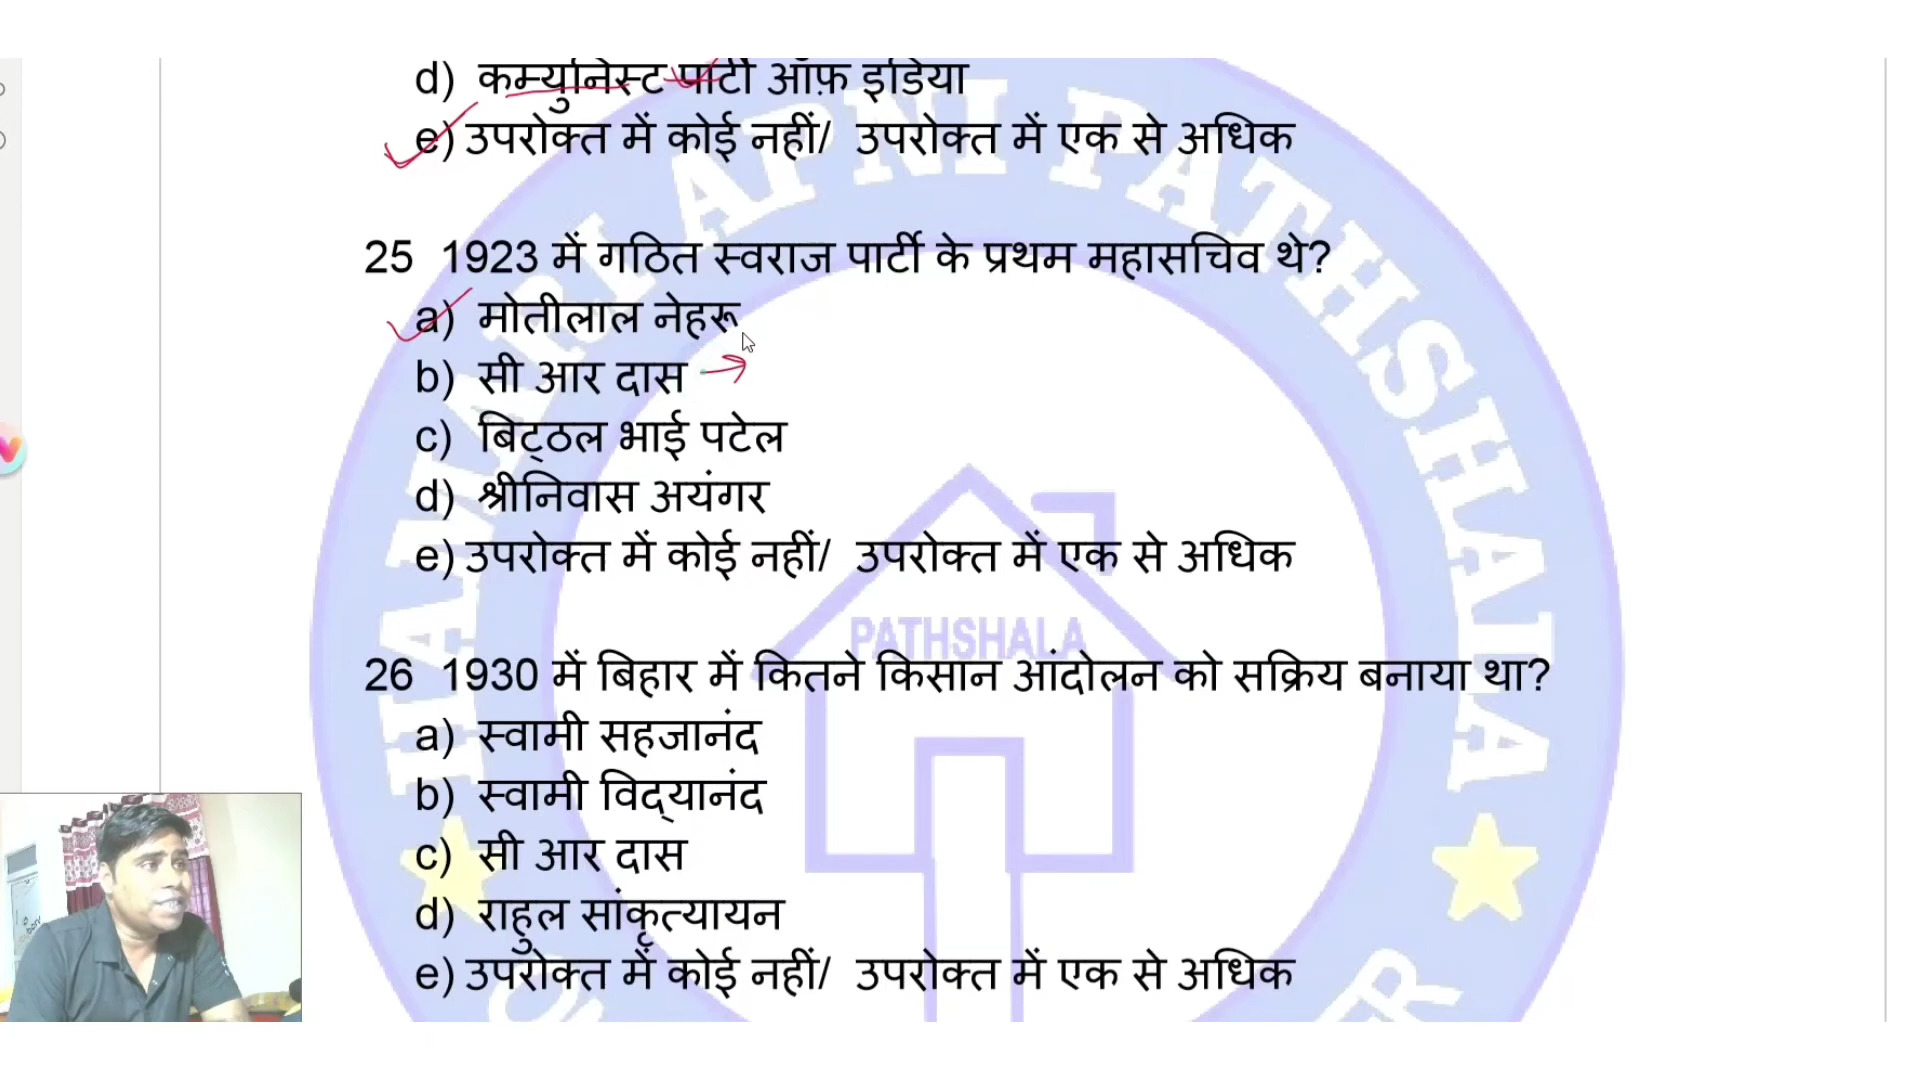 d) कम्युनिस्ट पार्टी ऑफ़ इंडिया
e) उपरोक्त में कोई नहीं/ उपरोक्त में एक से अधिक
25 1923 में गठित स्वराज पार्टी के प्रथम महासचिव थे?
a) मोतीलाल नेहरू
b) सी आर दास
c) बिट्ठल भाई पटेल
d) श्रीनिवास अयंगर
e) उपरोक्त में कोई नहीं/ उपरोक्त में एक से अधिक
26 1930 में बिहार में कितने किसान आंदोलन को सक्रिय बनाया था?
a) स्वामी सहजानंद
b) स्वामी विद्यानंद
c) सी आर दास
d) राहुल सांकृत्यायन
e) उपरोक्त में कोई नहीं/ उपरोक्त में एक से अधिक
HAMARI APNI PATHSHALA
PATHSHALA